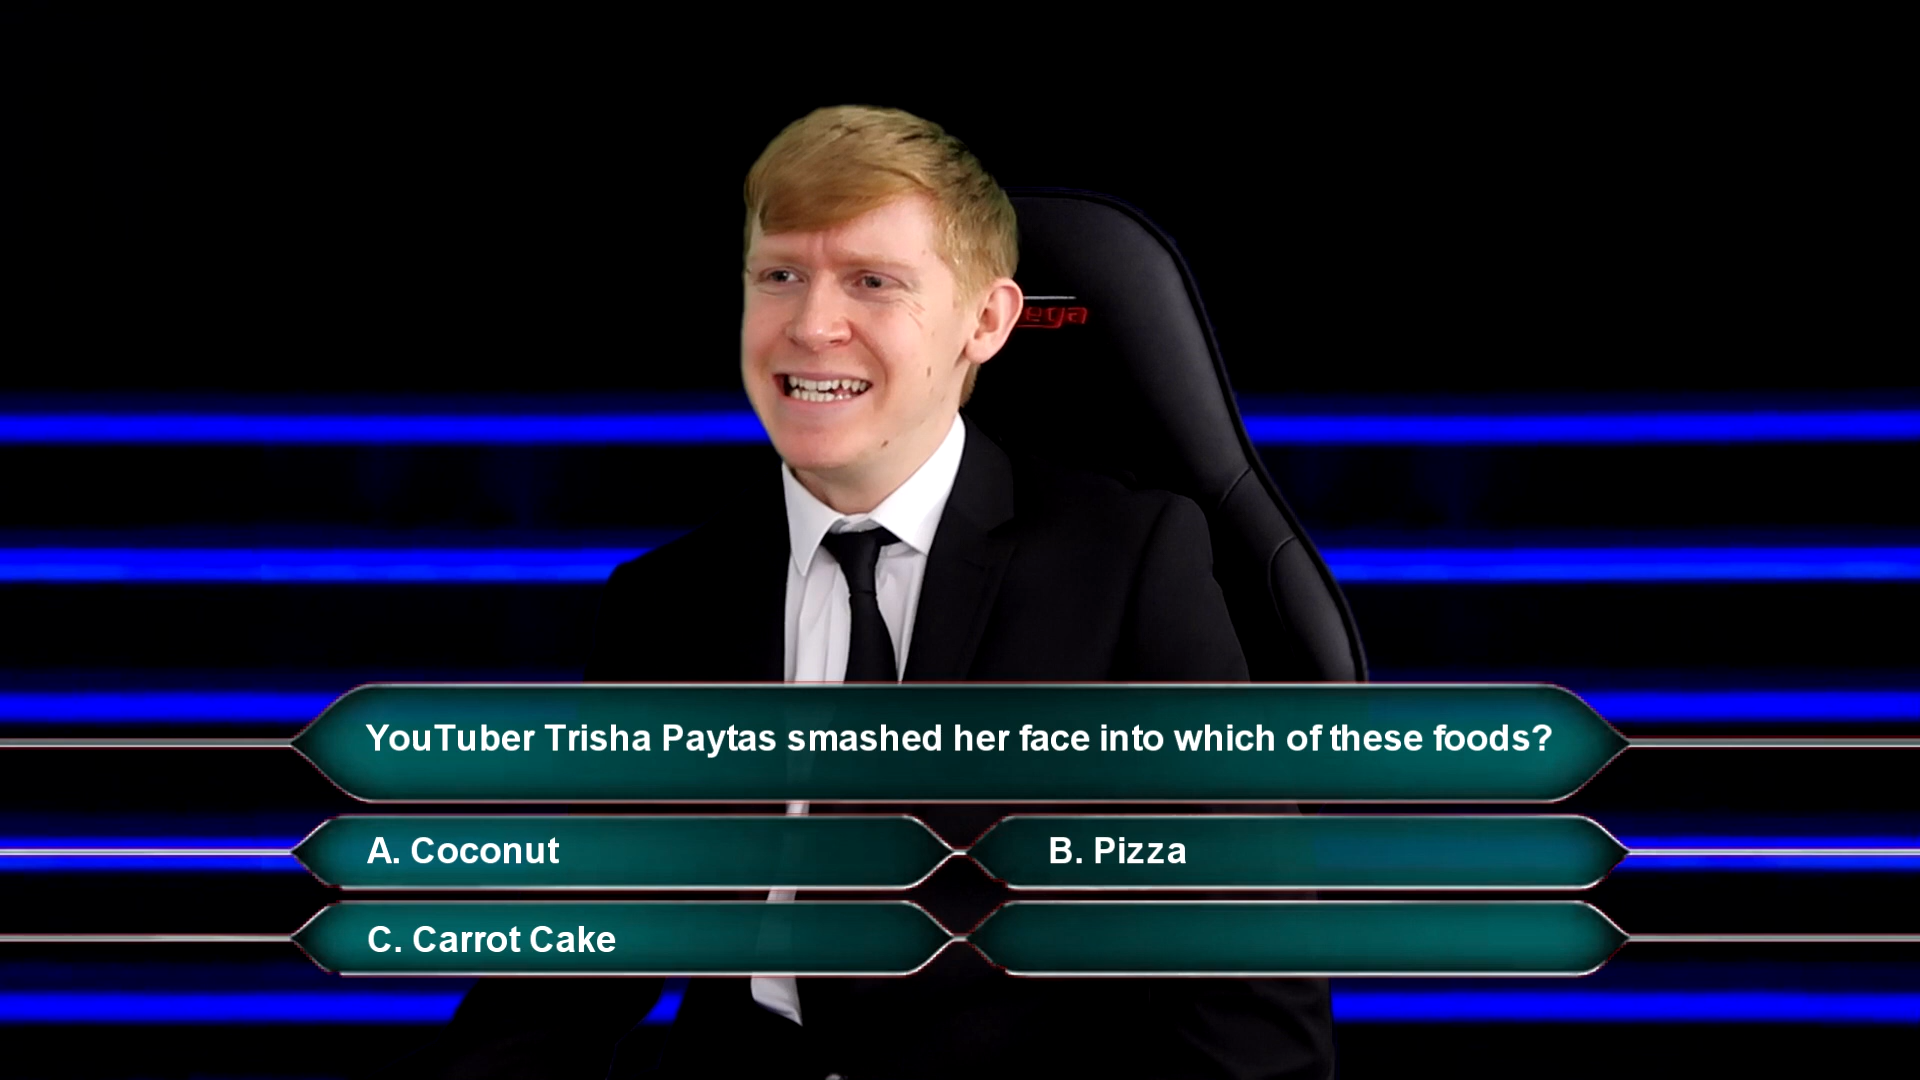 YouTuber Trisha Paytas smashed her face into which of these foods?
A. Coconut
B. Pizza
C. Carrot Cake